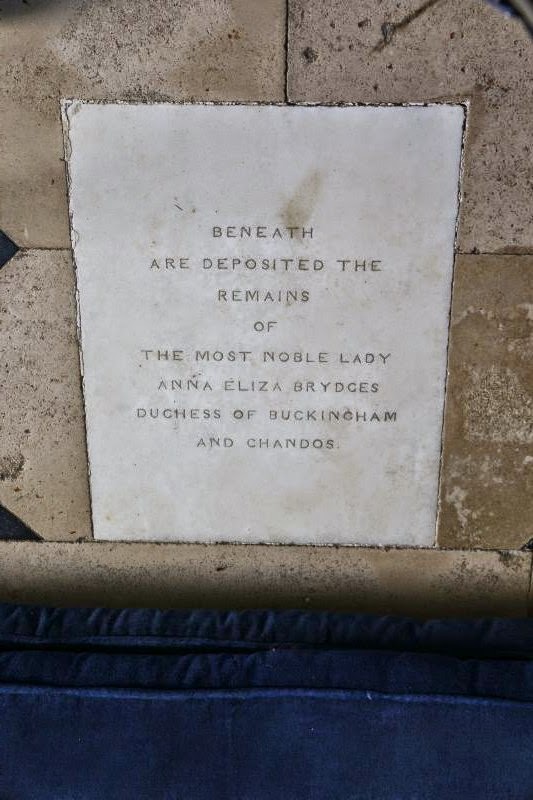 BENEATH
ARE DEPOSITED THE
REMAINS
OF
THE MOST NOBLE LADY
ANNA ELIZA BRYDGES
DUCHESS OF BUCKINGHAM
AND CHANDOS.